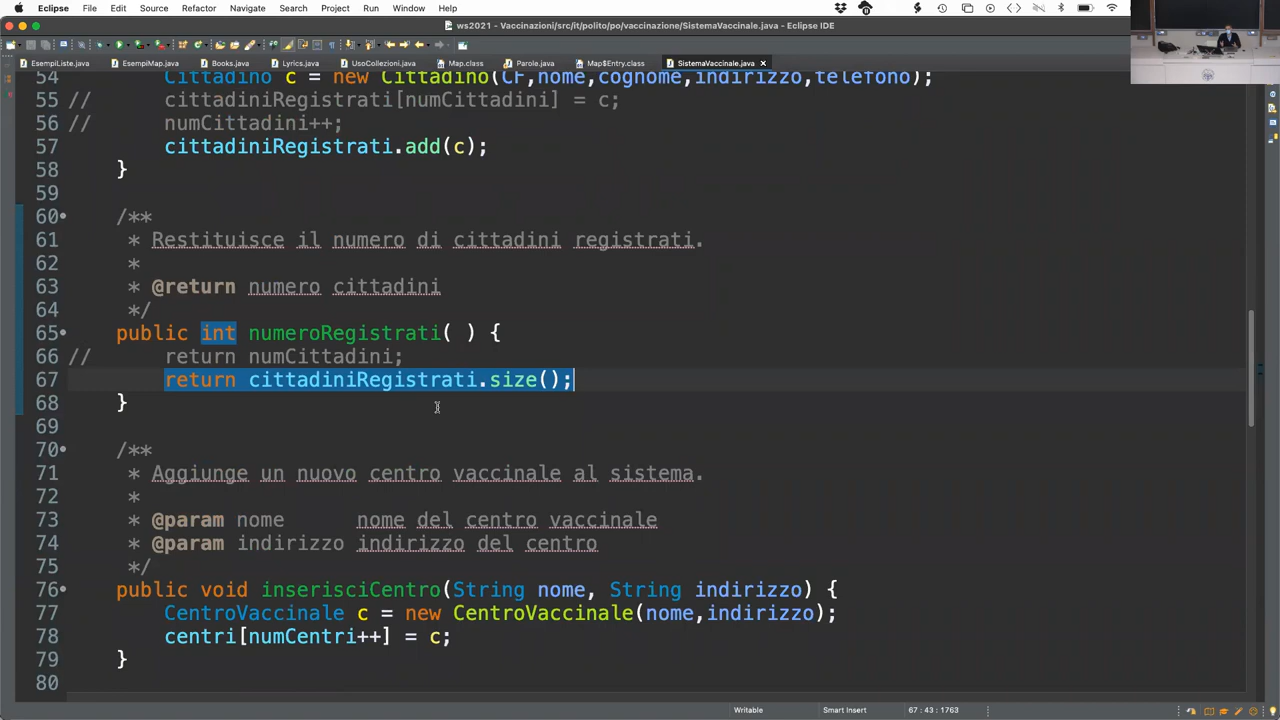 Eclipse File Edit Source Refactor Navigate Search Project Run Window Help
ws2021 - Vaccinazioni/src/it/polito/po/vaccinazione/SistemaVaccinale.java - Eclipse IDE
EsempiListe.java EsempiMap.java Books.java Lyrics.java UsoCollezioni.java Map.class Parole.java Map$Entry.class SistemaVaccinale.java
54 Cittadino c = new Cittadino(CF,nome,cognome,indirizzo,telefono);
55 // cittadiniRegistrati[numCittadini] = c;
56 // numCittadini++;
57 cittadiniRegistrati.add(c);
58 }
59
60 /**
61 * Restituisce il numero di cittadini registrati.
62 *
63 * @return numero cittadini
64 */
65 public int numeroRegistrati( ) {
66 // return numCittadini;
67 return cittadiniRegistrati.size();
68 }
69
70 /**
71 * Aggiunge un nuovo centro vaccinale al sistema.
72 *
73 * @param nome nome del centro vaccinale
74 * @param indirizzo indirizzo del centro
75 */
76 public void inserisciCentro(String nome, String indirizzo) {
77 CentroVaccinale c = new CentroVaccinale(nome,indirizzo);
78 centri[numCentri++] = c;
79 }
80
Writable Smart Insert 67 : 43 : 1763